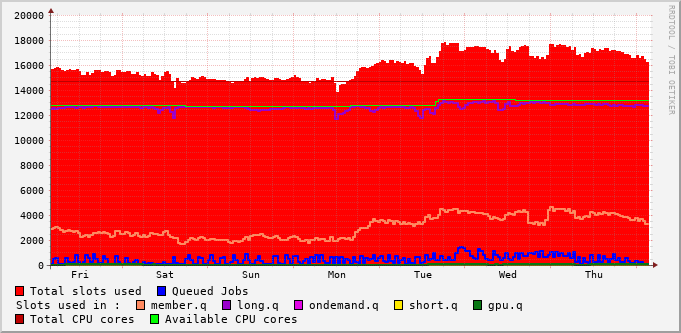 20000
18000
16000
14000
12000
10000
8000
6000
4000
2000
0
Fri Sat Sun Mon Tue Wed Thu
Total slots used Queued Jobs
Slots used in : member.q long.q ondemand.q short.q gpu.q
Total CPU cores Available CPU cores
RRDTOOL / TOBI OETIKER